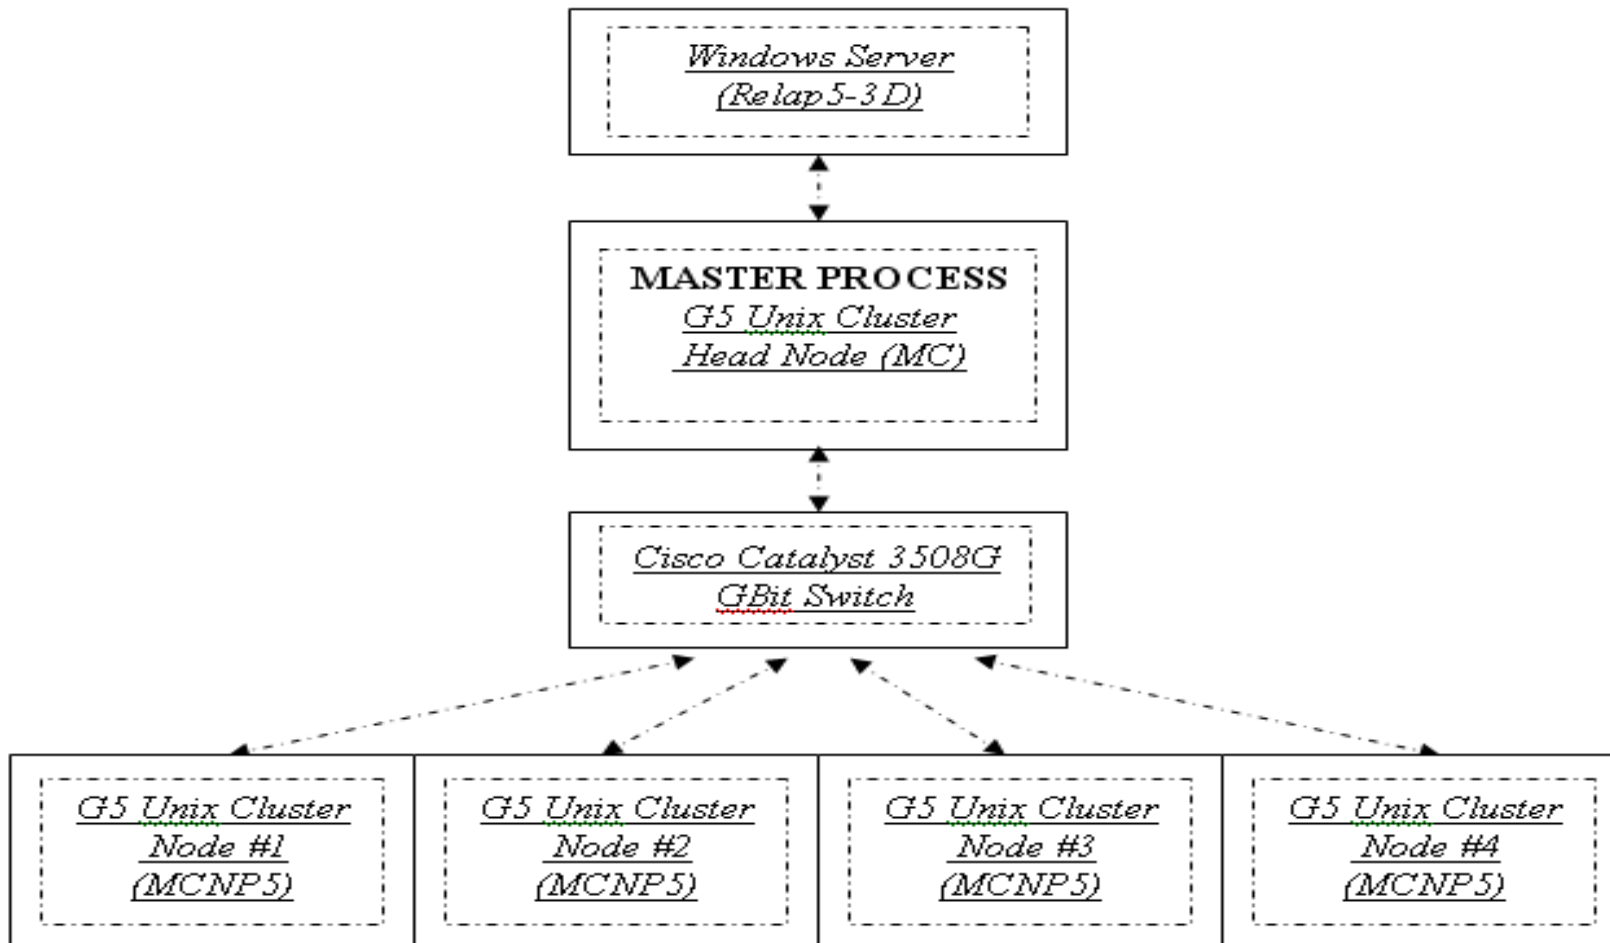 Windows Server
(Relap5-3D)
MASTER PROCESS
G5 Unix Cluster
Head Node (MC)
Cisco Catalyst 3508G
GBit Switch
G5 Unix Cluster
Node #1
(MCNP5)
G5 Unix Cluster
Node #2
(MCNP5)
G5 Unix Cluster
Node #3
(MCNP5)
G5 Unix Cluster
Node #4
(MCNP5)